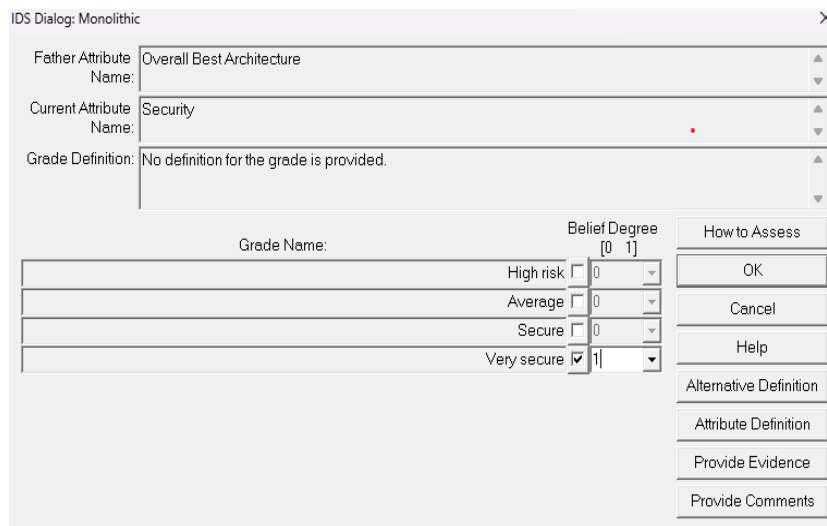 IDS Dialog: Monolithic
Father Attribute Name: Overall Best Architecture
Current Attribute Name: Security
Grade Definition: No definition for the grade is provided.
Grade Name:
Belief Degree
[0 1]
High risk 0
Average 0
Secure 0
Very secure 1
How to Assess
OK
Cancel
Help
Alternative Definition
Attribute Definition
Provide Evidence
Provide Comments